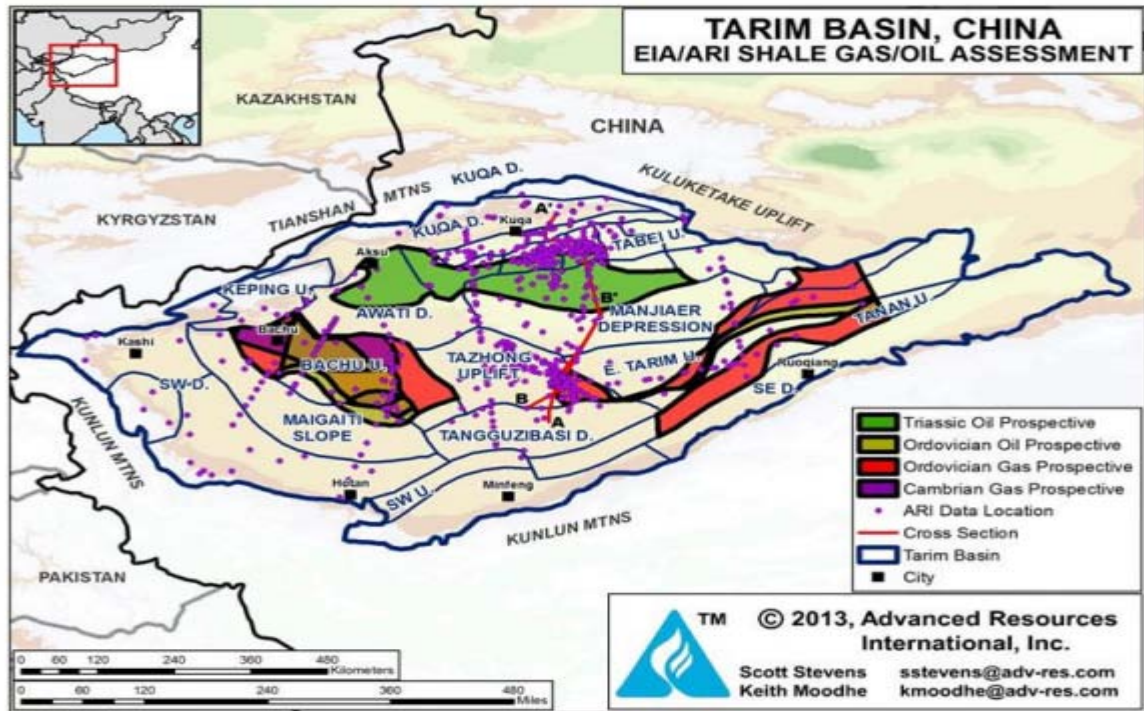 TARIM BASIN, CHINA
EIA/ARI SHALE GAS/OIL ASSESSMENT
KAZAKHSTAN
CHINA
KYRGYZSTAN
TIANSHAN MTNS
KUQA D.
KULUKETAKE UPLIFT
A'
Kuqa
KUQA D.
TABEI U.
Aksu
KEPING U.
B'
AWATI D.
MANJIAER
DEPRESSION
TANAN U.
Bachu
Kashi
BACHU U.
TAZHONG
UPLIFT
E. TARIM U.
Ruoqiang
SW-D.
SE D.
B
A
MAIGAITI
SLOPE
TANGGUZIBASI D.
KUNLUN MTNS
Hotan
SW U.
Minfeng
KUNLUN MTNS
PAKISTAN
Triassic Oil Prospective
Ordovician Oil Prospective
Ordovician Gas Prospective
Cambrian Gas Prospective
ARI Data Location
Cross Section
Tarim Basin
City
0 60 120 240 360 480
Kilometers
0 60 120 240 360 480
Miles
TM
© 2013, Advanced Resources
International, Inc.
Scott Stevens sstevens@adv-res.com
Keith Moodhe kmoodhe@adv-res.com